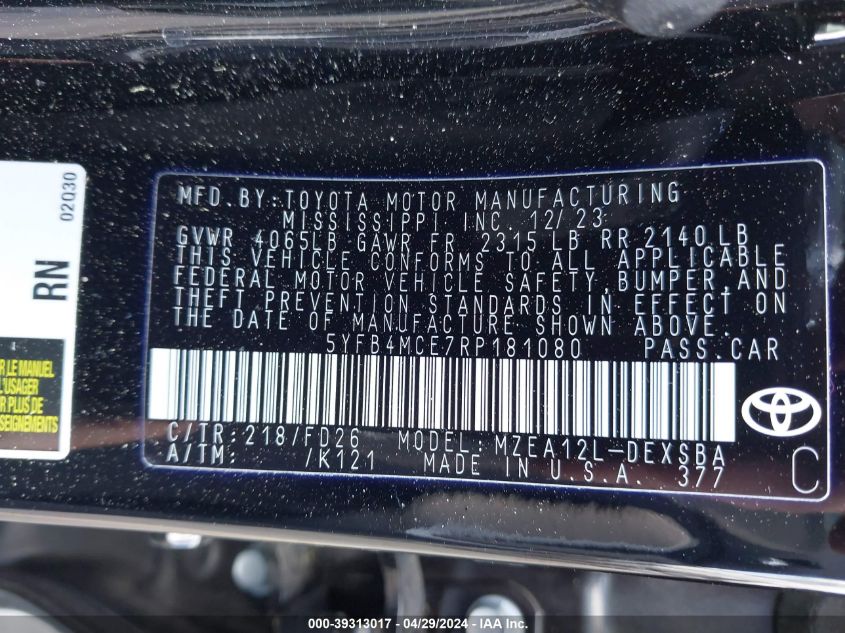 MFD. BY: TOYOTA MOTOR MANUFACTURING
MISSISSIPPI INC. 12/23
GVWR 4065LB GAWR FR 2315 LB RR 2140 LB
THIS VEHICLE CONFORMS TO ALL APPLICABLE
FEDERAL MOTOR VEHICLE SAFETY, BUMPER, AND
THEFT PREVENTION STANDARDS IN EFFECT ON
THE DATE OF MANUFACTURE SHOWN ABOVE.
5YFB4MCE7RP181080 PASS.CAR
C/TR: 218/FD26 MODEL: MZEA12L-DEXSBA
A/TM: /K121 MADE IN U.S.A. 377
C
02030
RN
R LE MANUEL
L'USAGER
R PLUS DE
SEIGNEMENTS
000-39313017 - 04/29/2024 - IAAI.COM